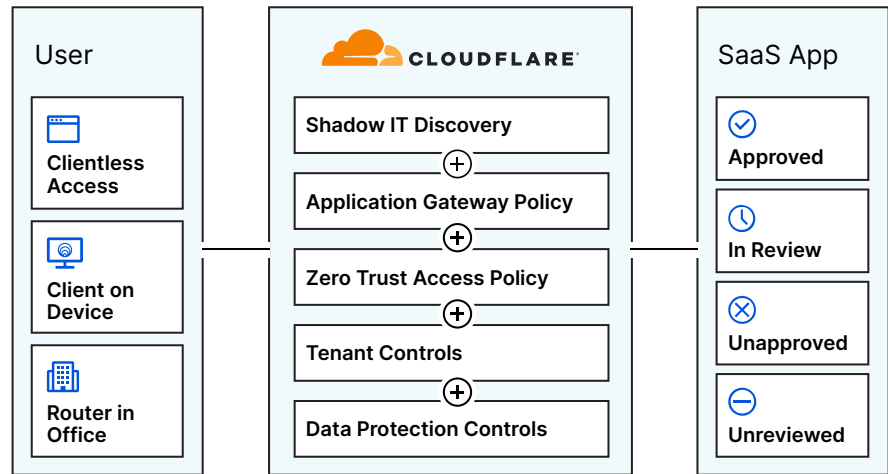 User
Clientless
Access
Client on
Device
Router in
Office
CLOUDFLARE
Shadow IT Discovery
Application Gateway Policy
Zero Trust Access Policy
Tenant Controls
Data Protection Controls
SaaS App
Approved
In Review
Unapproved
Unreviewed